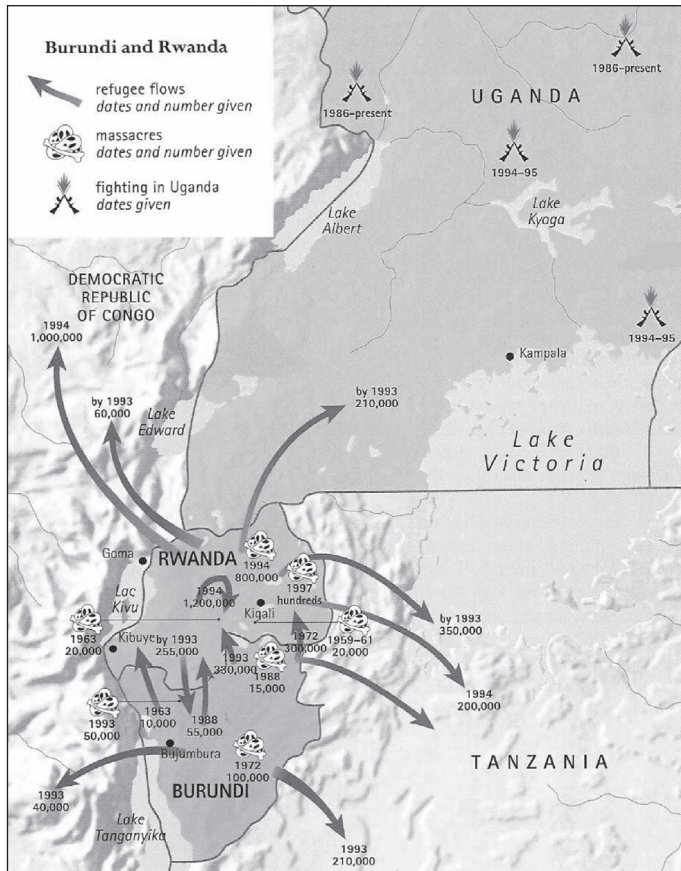 Burundi and Rwanda
refugee flows
dates and number given
massacres
dates and number given
fighting in Uganda
dates given
1986–present
1986–present
UGANDA
1994–95
Lake
Albert
Lake
Kyoga
DEMOCRATIC
REPUBLIC
OF CONGO
1994
1,000,000
1994–95
Kampala
by 1993
60,000
by 1993
210,000
Lake
Edward
Lake
Victoria
Goma
RWANDA
1994
800,000
1997
hundreds
Lac
Kivu
1994
1,200,000
Kigali
by 1993
350,000
1963
20,000
Kibuye
by 1993
255,000
1993
330,000
1972
300,000
1959–61
20,000
1988
15,000
1994
200,000
1993
50,000
1963
10,000
1988
55,000
Bujumbura
TANZANIA
1972
100,000
BURUNDI
1993
40,000
Lake
Tanganyika
1993
210,000